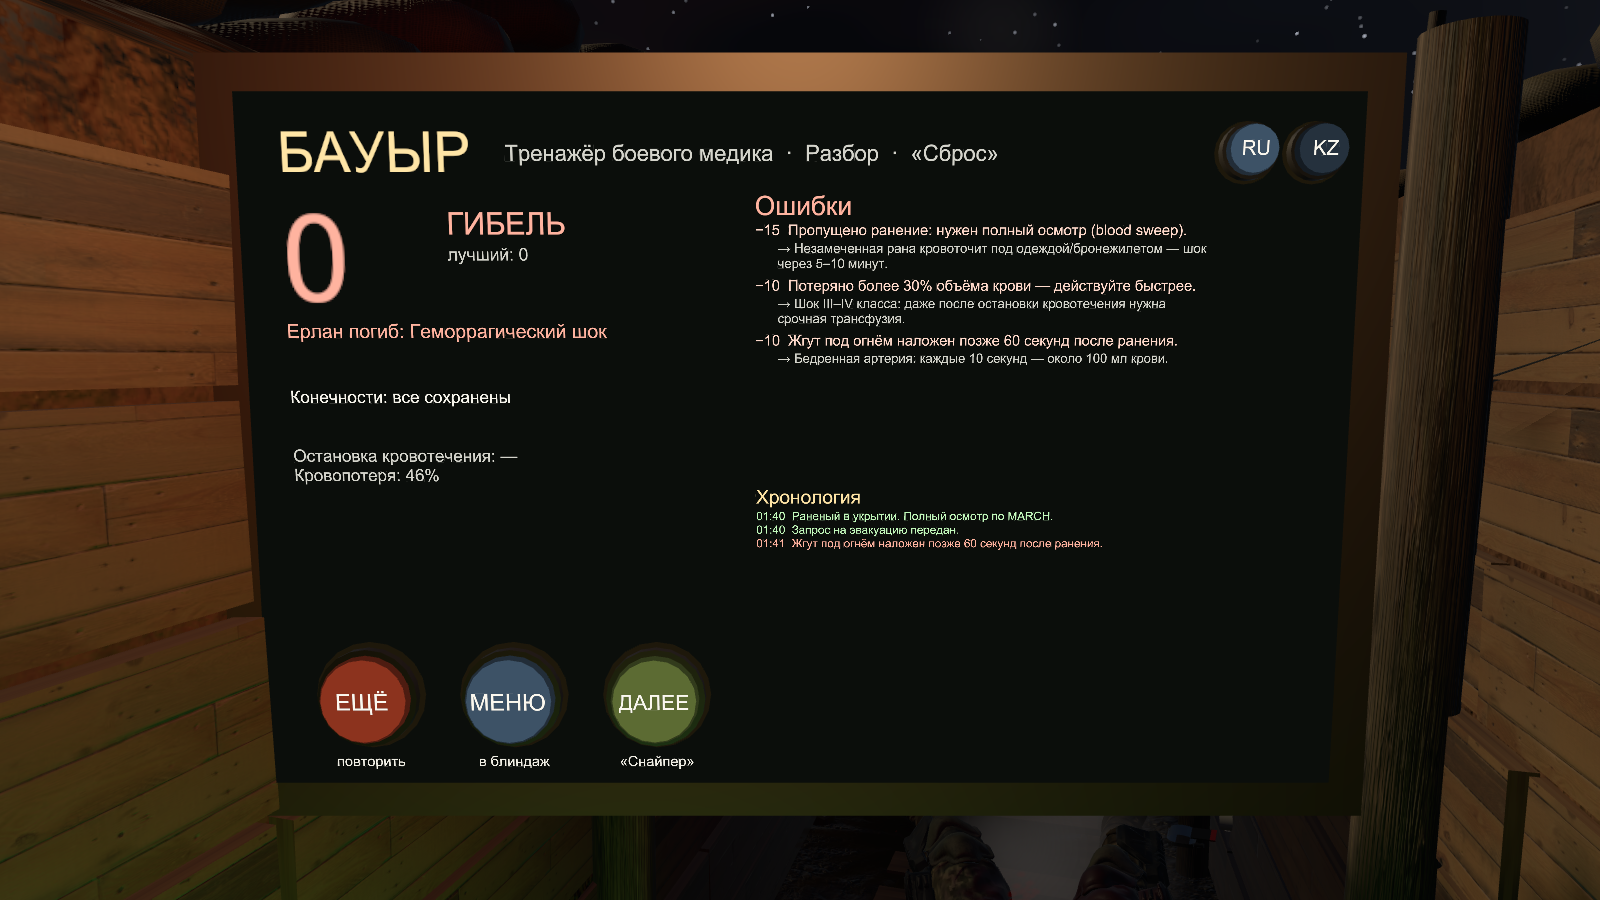 БАУЫР
Тренажёр боевого медика · Разбор · «Сброс»
RU
KZ
0
ГИБЕЛЬ
лучший: 0
Ерлан погиб: Геморрагический шок
Конечности: все сохранены
Остановка кровотечения: —
Кровопотеря: 46%
Ошибки
−15 Пропущено ранение: нужен полный осмотр (blood sweep).
→ Незамеченная рана кровоточит под одеждой/бронежилетом — шок
через 5–10 минут.
−10 Потеряно более 30% объёма крови — действуйте быстрее.
→ Шок III–IV класса: даже после остановки кровотечения нужна
срочная трансфузия.
−10 Жгут под огнём наложен позже 60 секунд после ранения.
→ Бедренная артерия: каждые 10 секунд — около 100 мл крови.
Хронология
01:40 Раненый в укрытии. Полный осмотр по MARCH.
01:40 Запрос на эвакуацию передан.
01:41 Жгут под огнём наложен позже 60 секунд после ранения.
ЕЩЁ
МЕНЮ
ДАЛЕЕ
повторить
в блиндаж
«Снайпер»